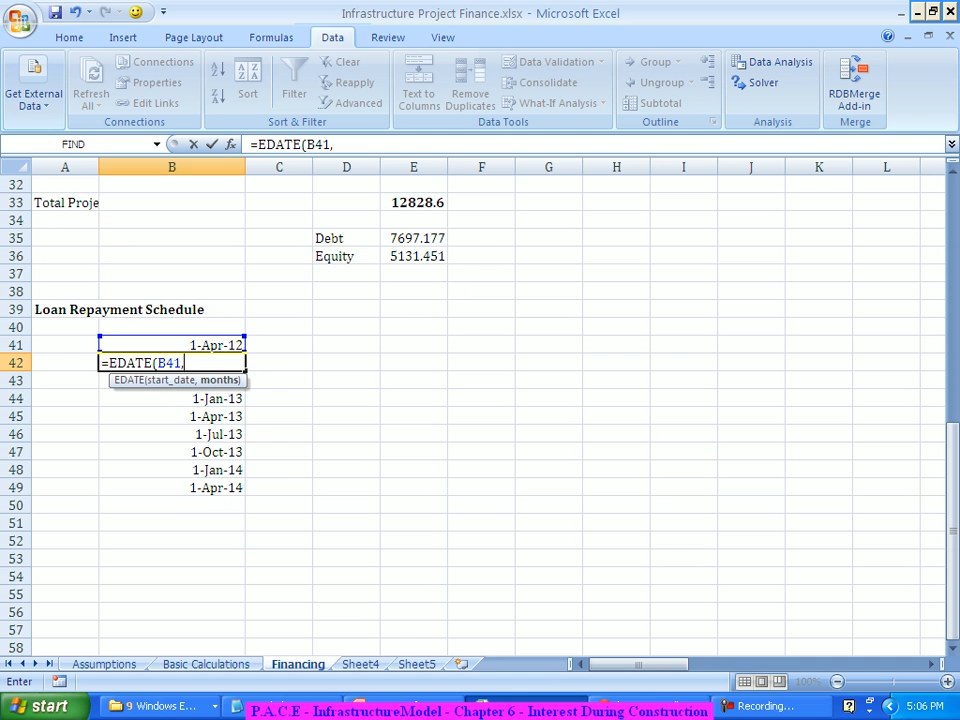 Infrastructure Project Finance.xlsx - Microsoft Excel
Home Insert Page Layout Formulas Data Review View
Get External Data
Refresh All
Connections
Properties
Edit Links
Connections
Sort
Filter
Clear
Reapply
Advanced
Sort & Filter
Text to Columns
Remove Duplicates
Data Validation
Consolidate
What-If Analysis
Data Tools
Group
Ungroup
Subtotal
Outline
Data Analysis
Solver
Analysis
RDBMerge Add-in
Merge
FIND
=EDATE(B41,
A B C D E F G H I J K L
32
33 Total Proje 12828.6
34
35 Debt 7697.177
36 Equity 5131.451
37
38
39 Loan Repayment Schedule
40
41 1-Apr-12
42 =EDATE(B41,
43 EDATE(start_date, months)
44 1-Jan-13
45 1-Apr-13
46 1-Jul-13
47 1-Oct-13
48 1-Jan-14
49 1-Apr-14
50
51
52
53
54
55
56
57
58
Assumptions Basic Calculations Financing Sheet4 Sheet5
Enter 100%
start 9 Windows E... Recording... 5:06 PM
P.A.C.E - InfrastructureModel - Chapter 6 - Interest During Construction